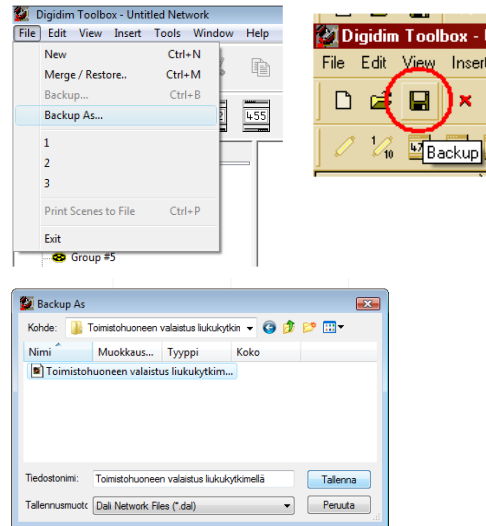 Digidim Toolbox - Untitled Network
File Edit View Insert Tools Window Help
New Ctrl+N
Merge / Restore.. Ctrl+M
Backup... Ctrl+B
Backup As...
1
2
3
Print Scenes to File Ctrl+P
Exit
Group #5
455
Digidim Toolbox -
File Edit View Insert
1/10
Backup
Backup As
Kohde: Toimistohuoneen valaistus liukukytkin
Nimi Muokkaus... Tyyppi Koko
Toimistohuoneen valaistus liukukytkim...
Tiedostonimi: Toimistohuoneen valaistus liukukytkimellä Tallenna
Tallennusmuoto Dali Network Files (*.dal) Peruuta